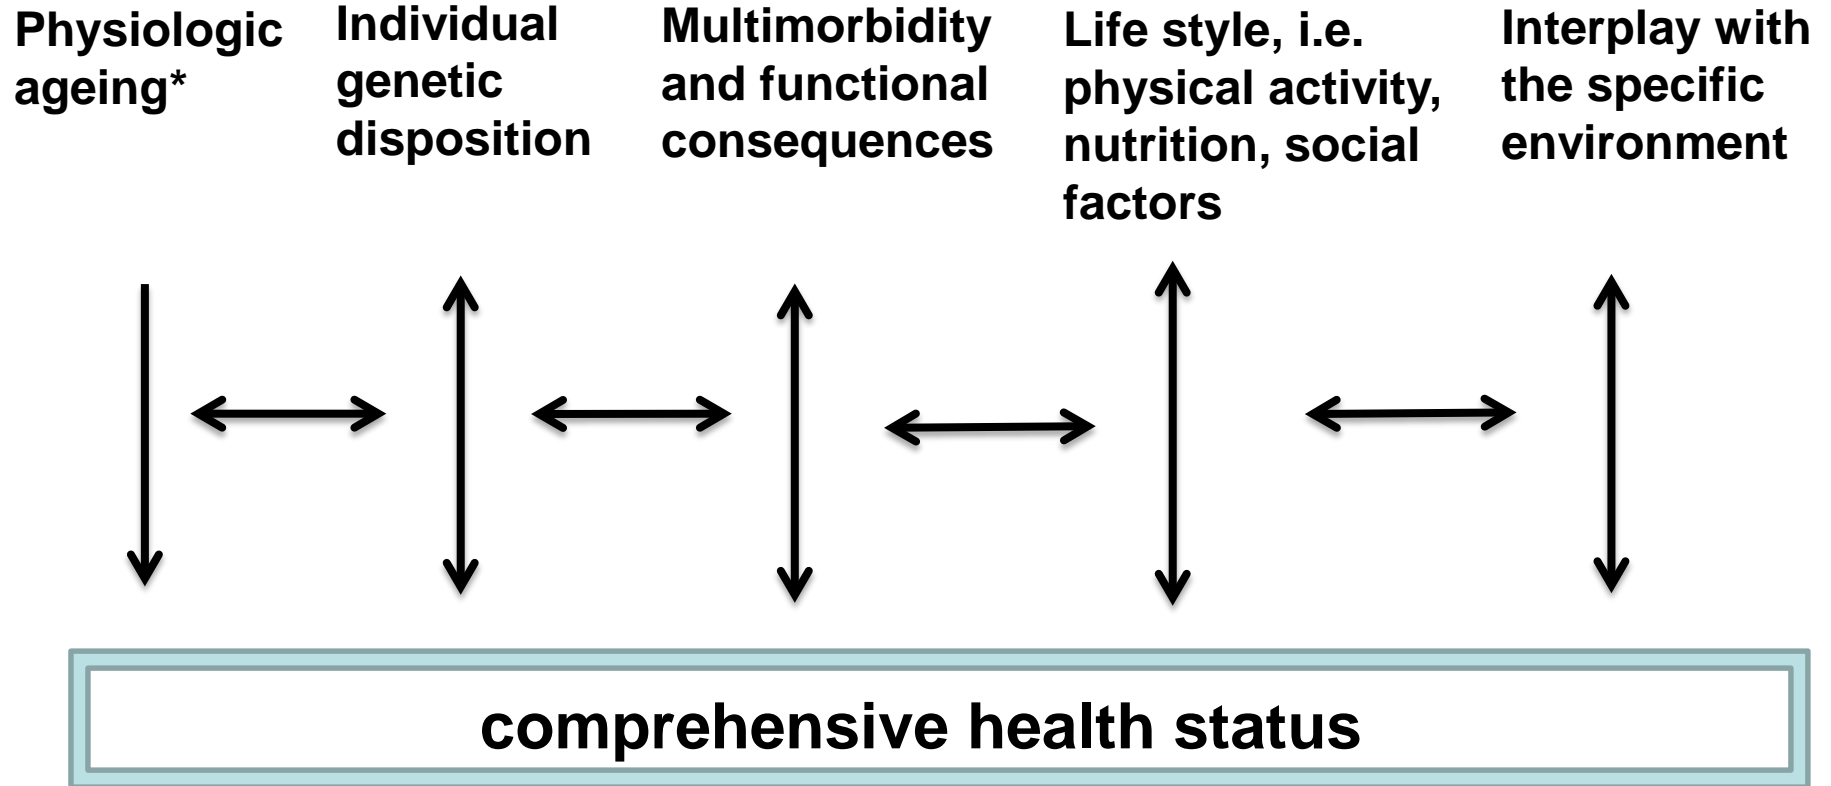 Physiologic
ageing*
Individual
genetic
disposition
Multimorbidity
and functional
consequences
Life style, i.e.
physical activity,
nutrition, social
factors
Interplay with
the specific
environment
comprehensive health status